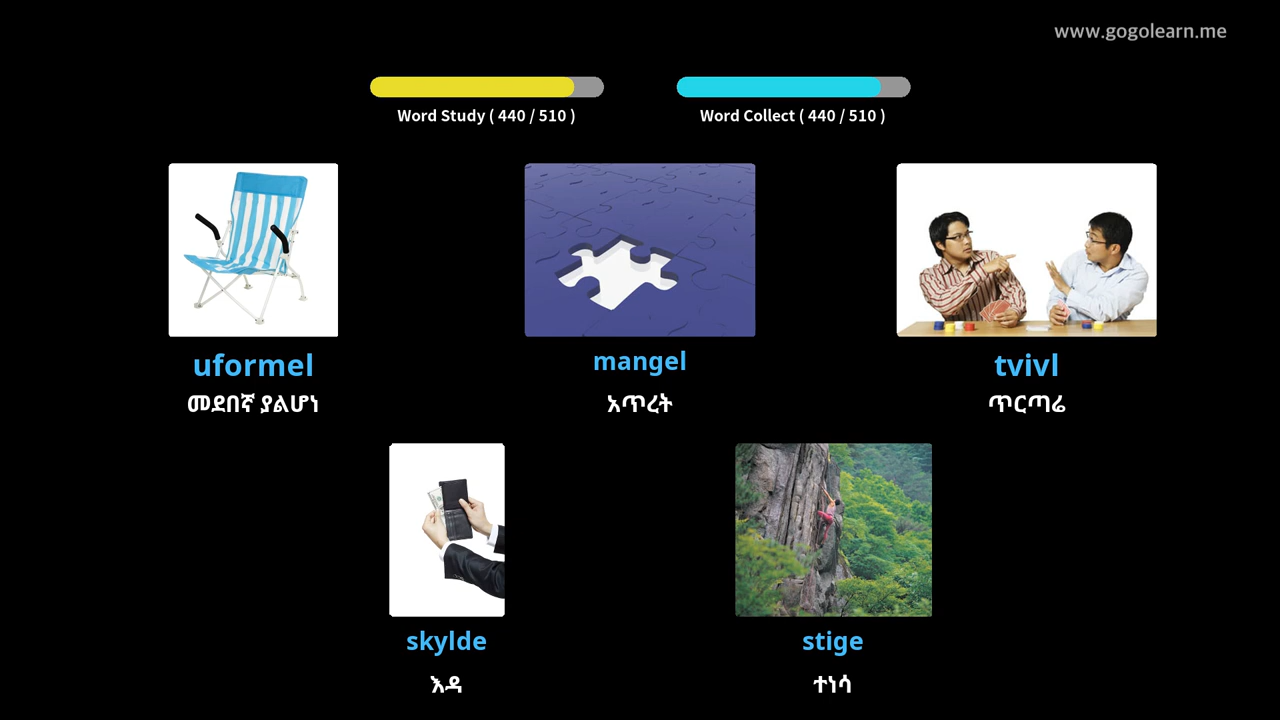 www.gogolearn.me
Word Study ( 440 / 510 )
Word Collect ( 440 / 510 )
uformel
መደበኛ ያልሆነ
mangel
አጥረት
tvivl
ጥርጣሬ
skylde
እዳ
stige
ተነሳ